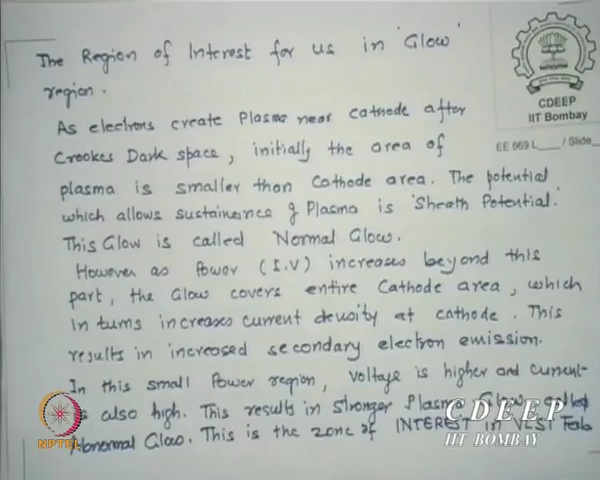 The Region of Interest for us in 'Glow'
region.
As electrons create Plasma near cathode after
Crookes Dark space, initially the area of
plasma is smaller than Cathode area. The potential
which allows sustainance of Plasma is 'Sheath Potential'.
This Glow is called Normal Glow.
However as Power (I.V) increases beyond this
part, the Glow covers entire Cathode area, which
in turns increases current density at cathode. This
results in increased secondary electron emission.
In this small Power region, Voltage is higher and current
is also high. This results in stronger Plasma Glow called
Abnormal Glow. This is the zone of INTEREST in VLSI Fab
CDEEP
IIT Bombay
EE 669 L____ / Slide
NPTEL
CDEEP
IIT BOMBAY